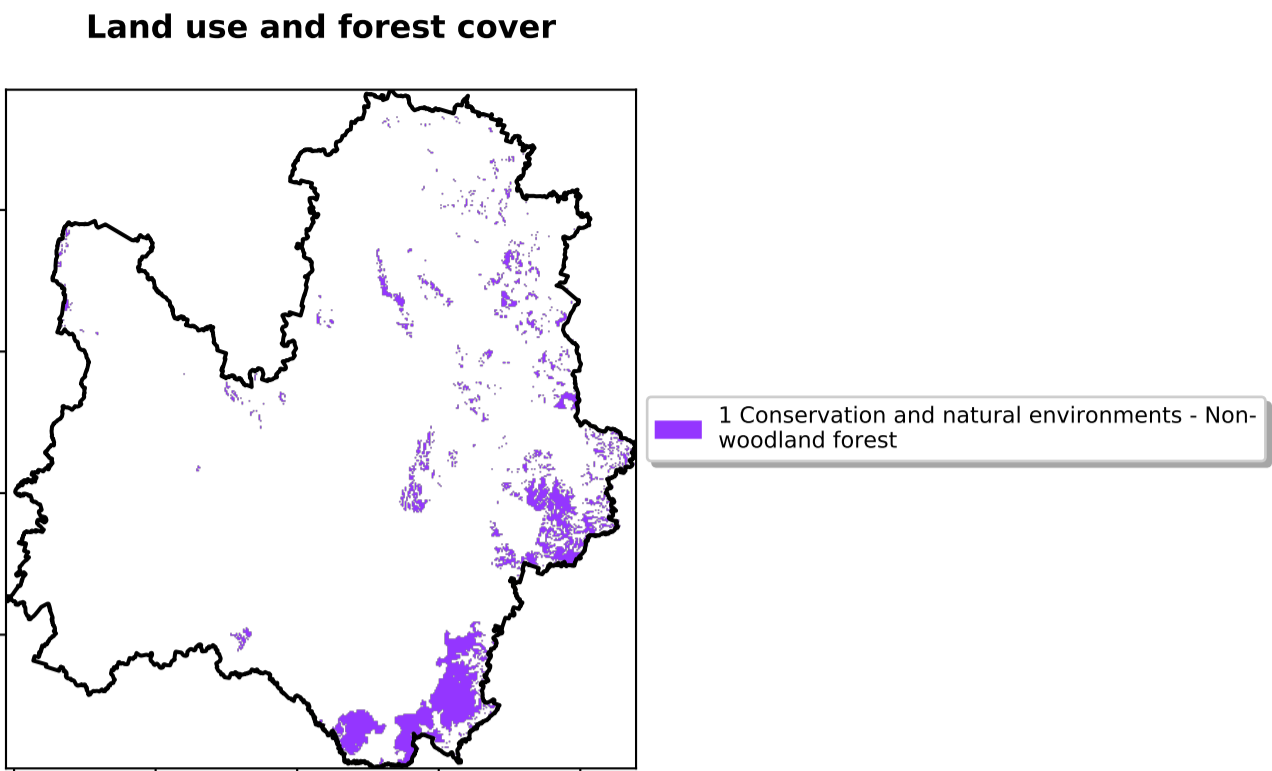 Land use and forest cover
1 Conservation and natural environments - Non-
woodland forest